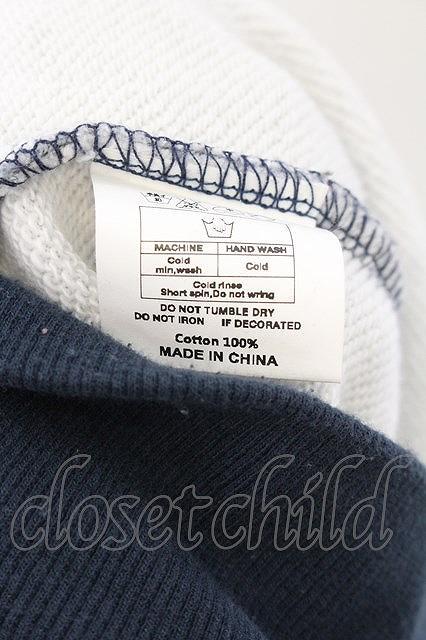 MACHINE HAND WASH
Cold min,wash Cold
Cold rinse
Short spin,Do not wring
DO NOT TUMBLE DRY
DO NOT IRON IF DECORATED
Cotton 100%
MADE IN CHINA
closetchild